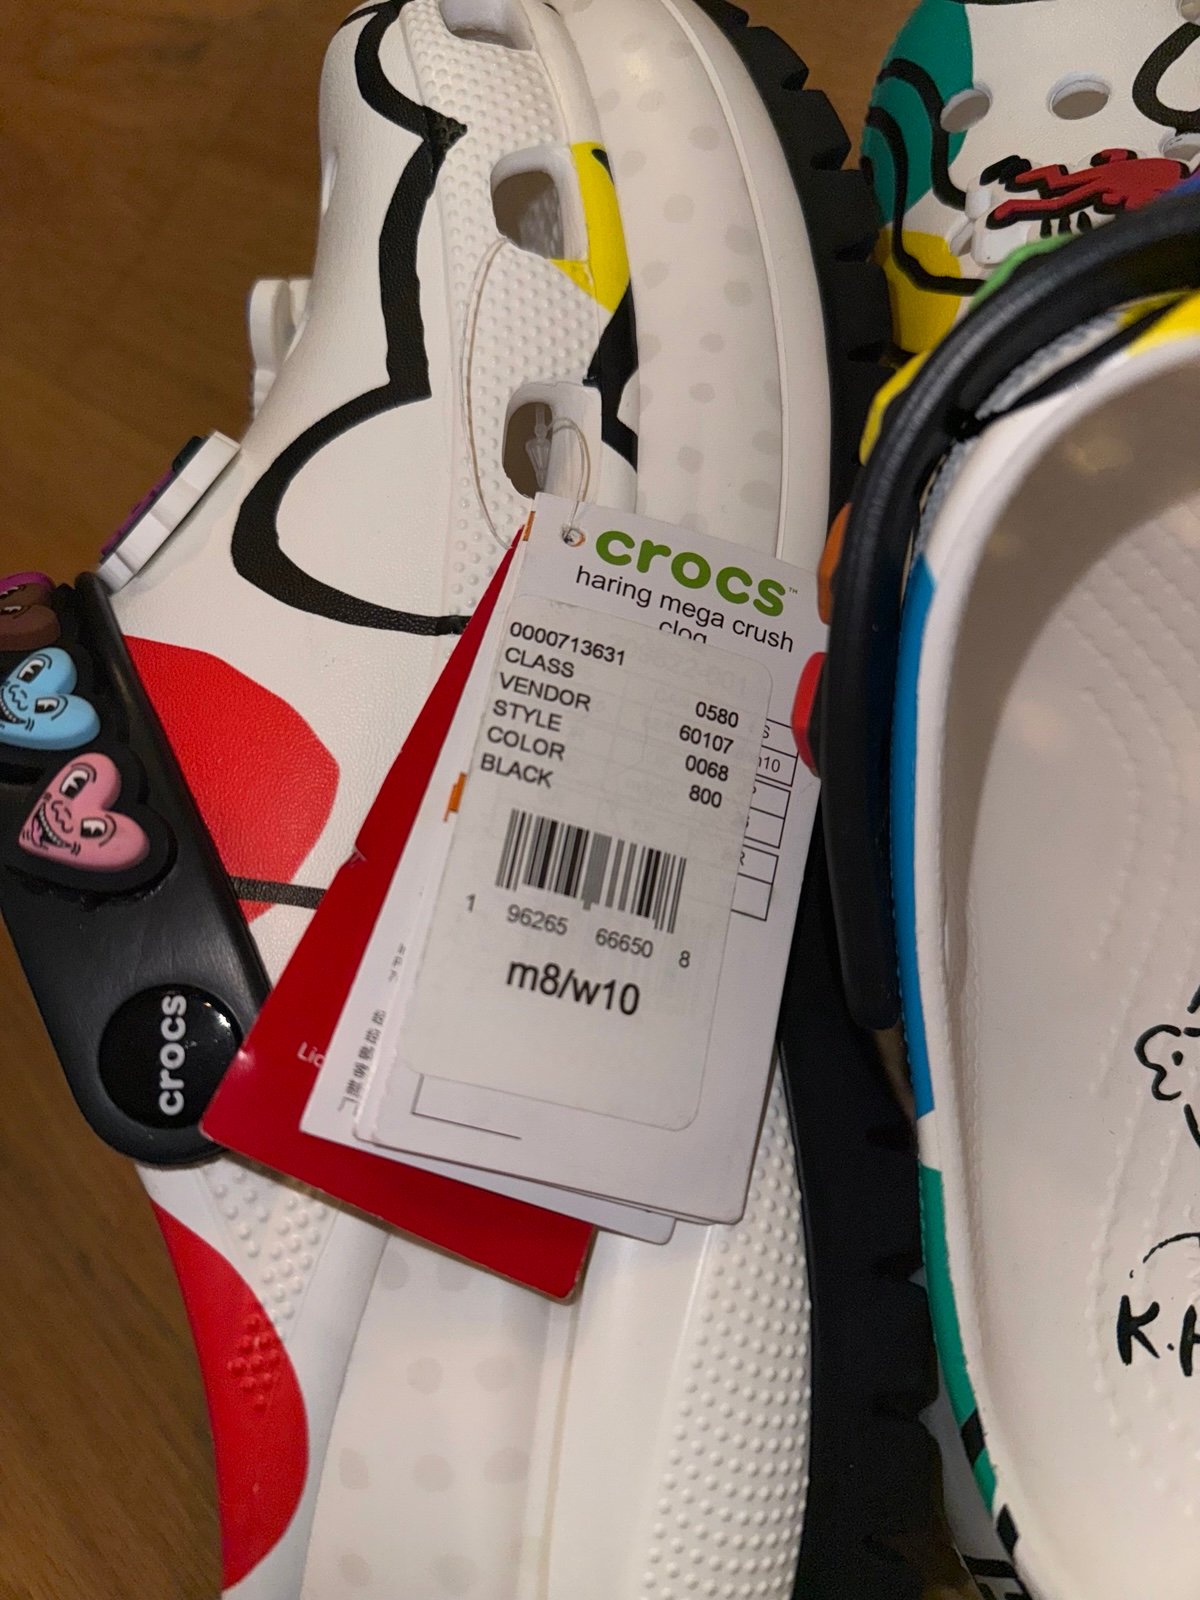 crocs™
haring mega crush
clog
0000713631
CLASS 0580
VENDOR 60107
STYLE 0068
COLOR 800
BLACK
1 96265 66650 8
m8/w10
crocs
K.H